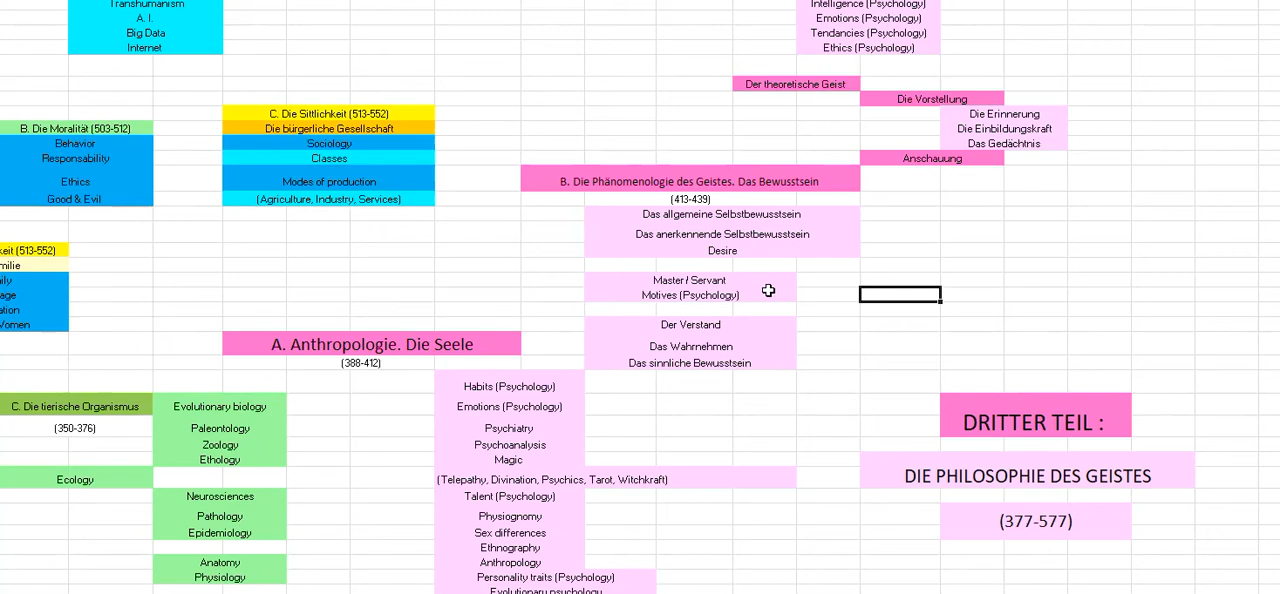 Transhumanism
A. I.
Big Data
Internet
Intelligence (Psychology)
Emotions (Psychology)
Tendancies (Psychology)
Ethics (Psychology)
Der theoretische Geist
Die Vorstellung
Die Erinnerung
Die Einbildungskraft
Das Gedächtnis
Anschauung
B. Die Moralität (503-512)
Behavior
Responsability
Ethics
Good & Evil
C. Die Sittlichkeit (513-552)
Die bürgerliche Gesellschaft
Sociology
Classes
Modes of production
(Agriculture, Industry, Services)
B. Die Phänomenologie des Geistes. Das Bewusstsein
(413-439)
Das allgemeine Selbstbewusstsein
Das anerkennende Selbstbewusstsein
Desire
Master / Servant
Motives (Psychology)
Der Verstand
Das Wahrnehmen
Das sinnliche Bewusstsein
keit (513-552)
milie
ily
age
ation
Women
A. Anthropologie. Die Seele
(388-412)
Habits (Psychology)
Emotions (Psychology)
Psychiatry
Psychoanalysis
Magic
(Telepathy, Divination, Psychics, Tarot, Witchkraft)
Talent (Psychology)
Physiognomy
Sex differences
Ethnography
Anthropology
Personality traits (Psychology)
Evolutionary psychology
C. Die tierische Organismus
(350-376)
Ecology
Evolutionary biology
Paleontology
Zoology
Ethology
Neurosciences
Pathology
Epidemiology
Anatomy
Physiology
DRITTER TEIL :
DIE PHILOSOPHIE DES GEISTES
(377-577)